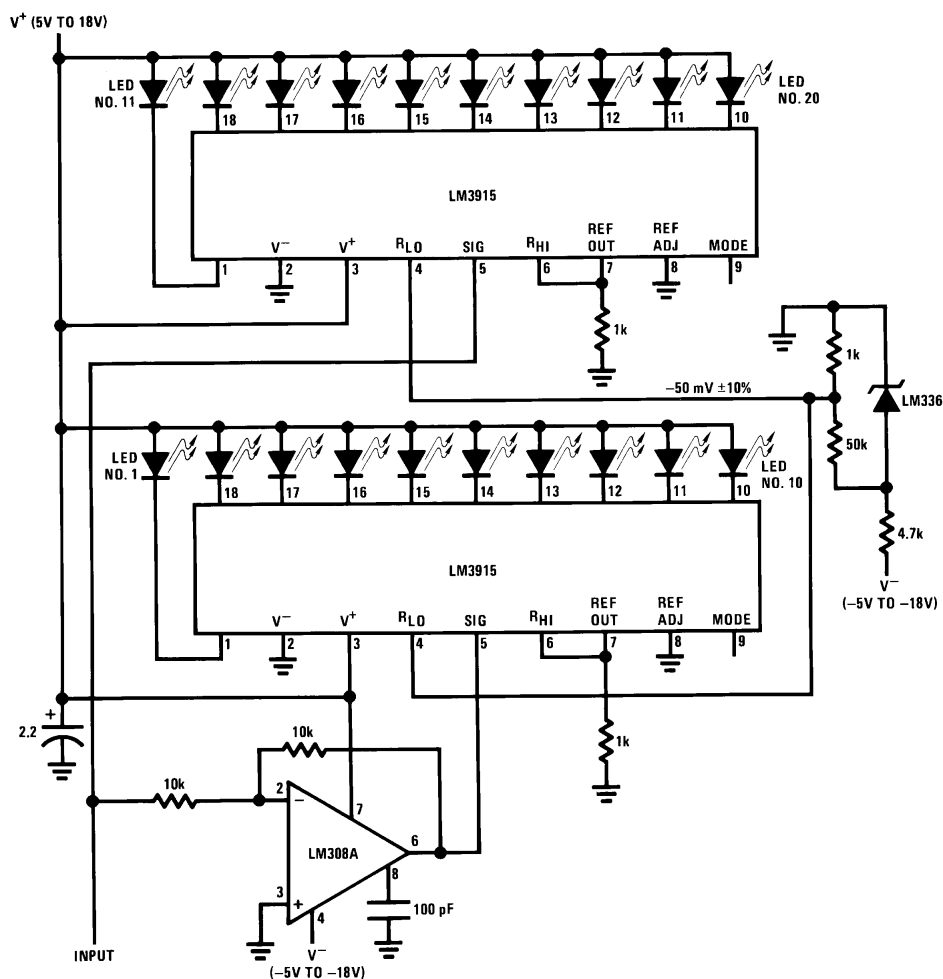 V+ (5V TO 18V)
LED
NO. 11
LED
NO. 20
18 17 16 15 14 13 12 11 10
LM3915
V− V+ RLO SIG RHI REF OUT REF ADJ MODE
1 2 3 4 5 6 7 8 9
1k
1k
−50 mV ±10%
LM336
50k
LED
NO. 1
LED
NO. 10
18 17 16 15 14 13 12 11 10
4.7k
V−
(−5V TO −18V)
LM3915
V− V+ RLO SIG RHI REF OUT REF ADJ MODE
1 2 3 4 5 6 7 8 9
+
2.2
10k
1k
10k
2
−
7
LM308A
6
8
3
+
4
100 pF
INPUT
V−
(−5V TO −18V)